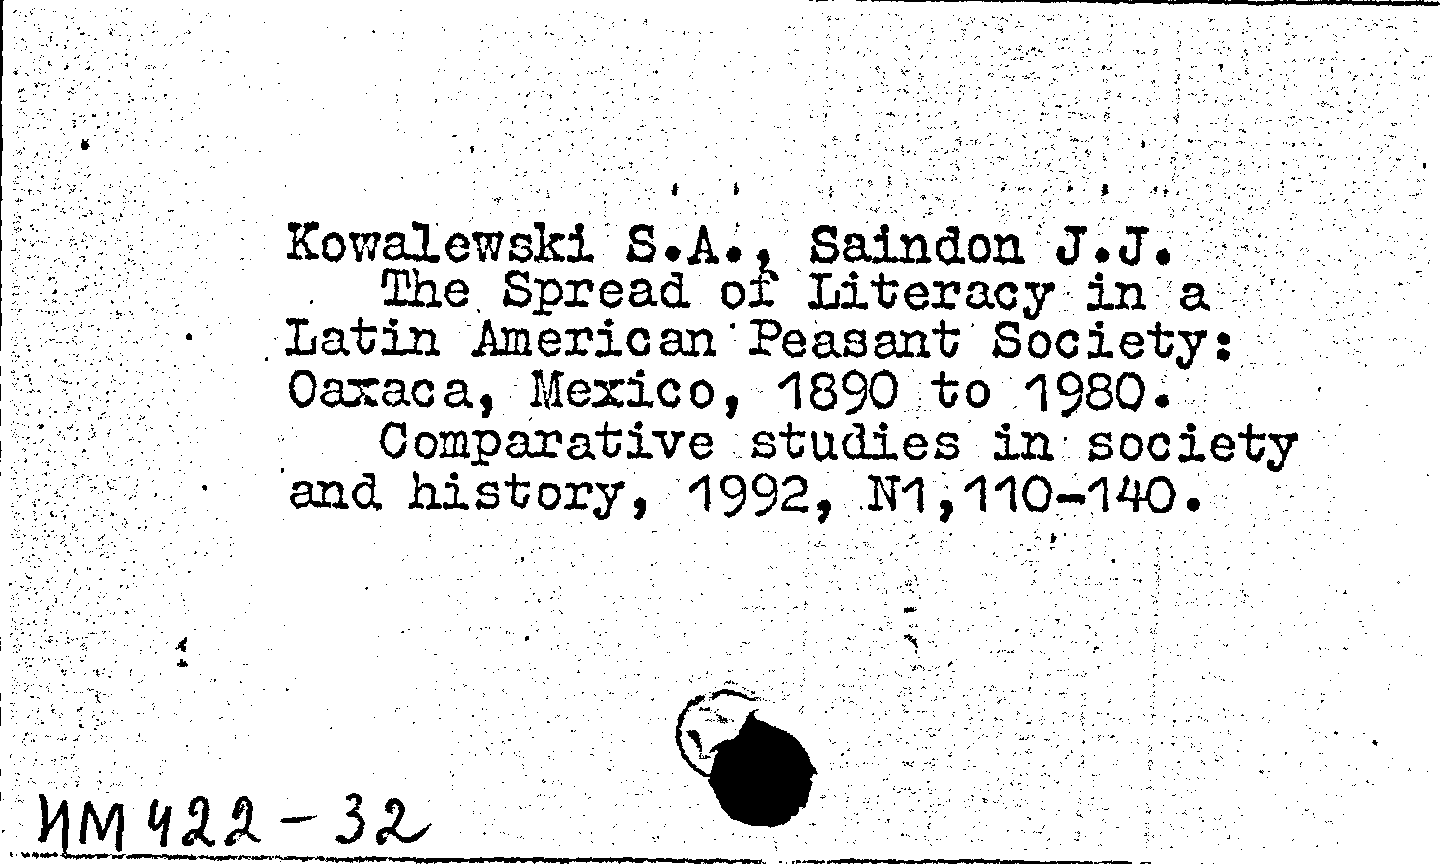 Kowalewski S.A., Saindon J.J.
The Spread of Literacy in a
Latin American Peasant Society:
Oaxaca, Mexico, 1890 to 1980.
Comparative studies in society
and history, 1992, N1,110-140.
ИМ 422-32